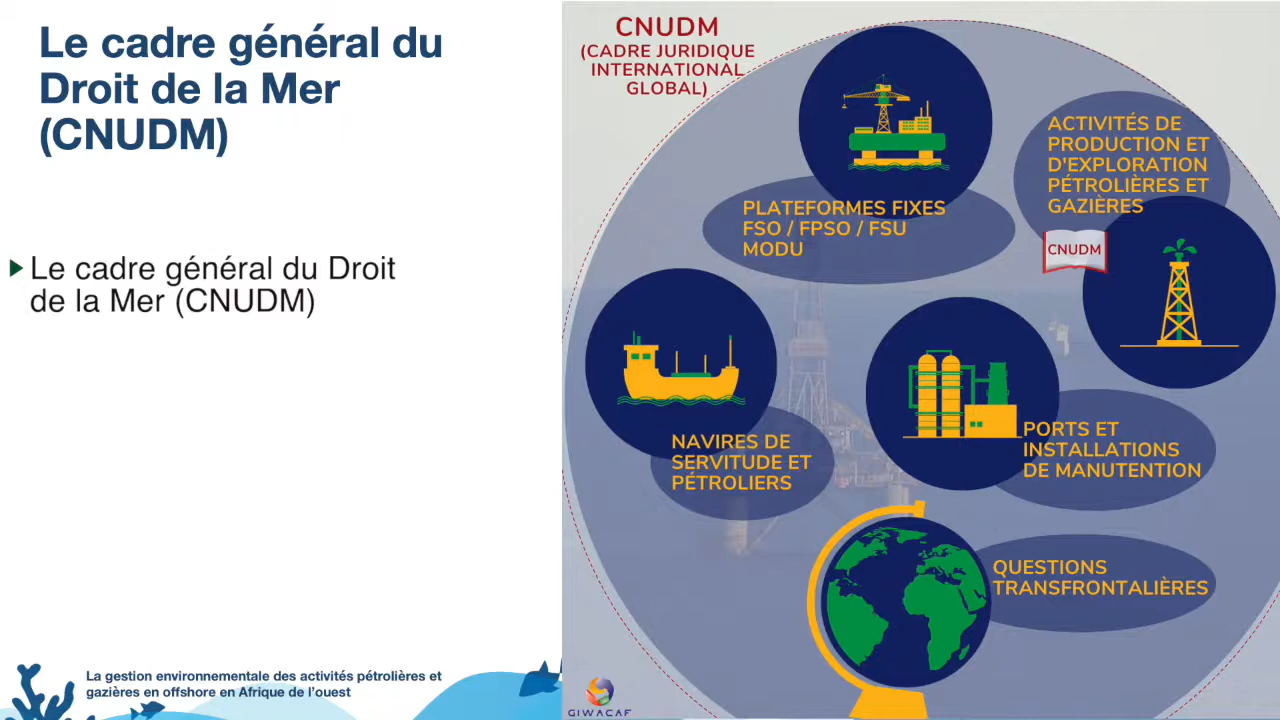 Le cadre général du
Droit de la Mer
(CNUDM)
Le cadre général du Droit
de la Mer (CNUDM)
La gestion environnementale des activités pétrolières et
gazières en offshore en Afrique de l'ouest
CNUDM
(CADRE JURIDIQUE
INTERNATIONAL
GLOBAL)
PLATEFORMES FIXES
FSO / FPSO / FSU
MODU
ACTIVITÉS DE
PRODUCTION ET
D'EXPLORATION
PÉTROLIÈRES ET
GAZIÈRES
CNUDM
NAVIRES DE
SERVITUDE ET
PÉTROLIERS
PORTS ET
INSTALLATIONS
DE MANUTENTION
QUESTIONS
TRANSFRONTALIÈRES
GIWACAF